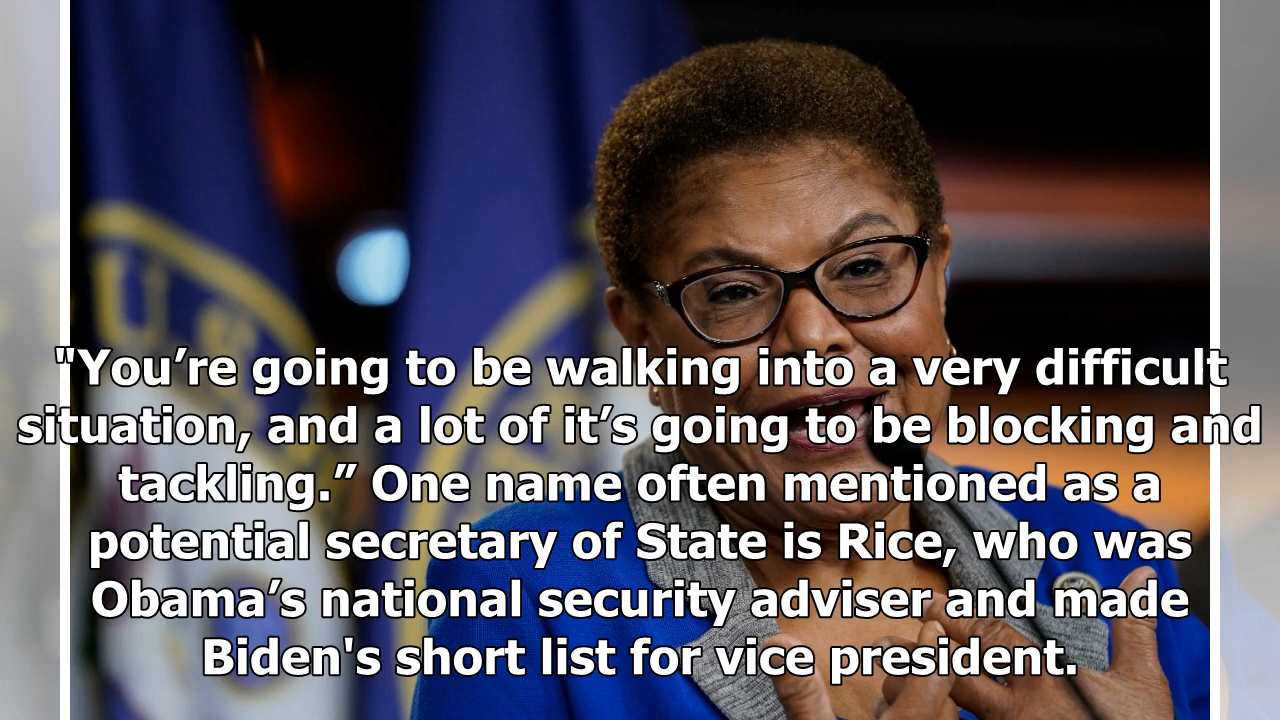 "You’re going to be walking into a very difficult
situation, and a lot of it’s going to be blocking and
tackling.” One name often mentioned as a
potential secretary of State is Rice, who was
Obama’s national security adviser and made
Biden's short list for vice president.
U.S.